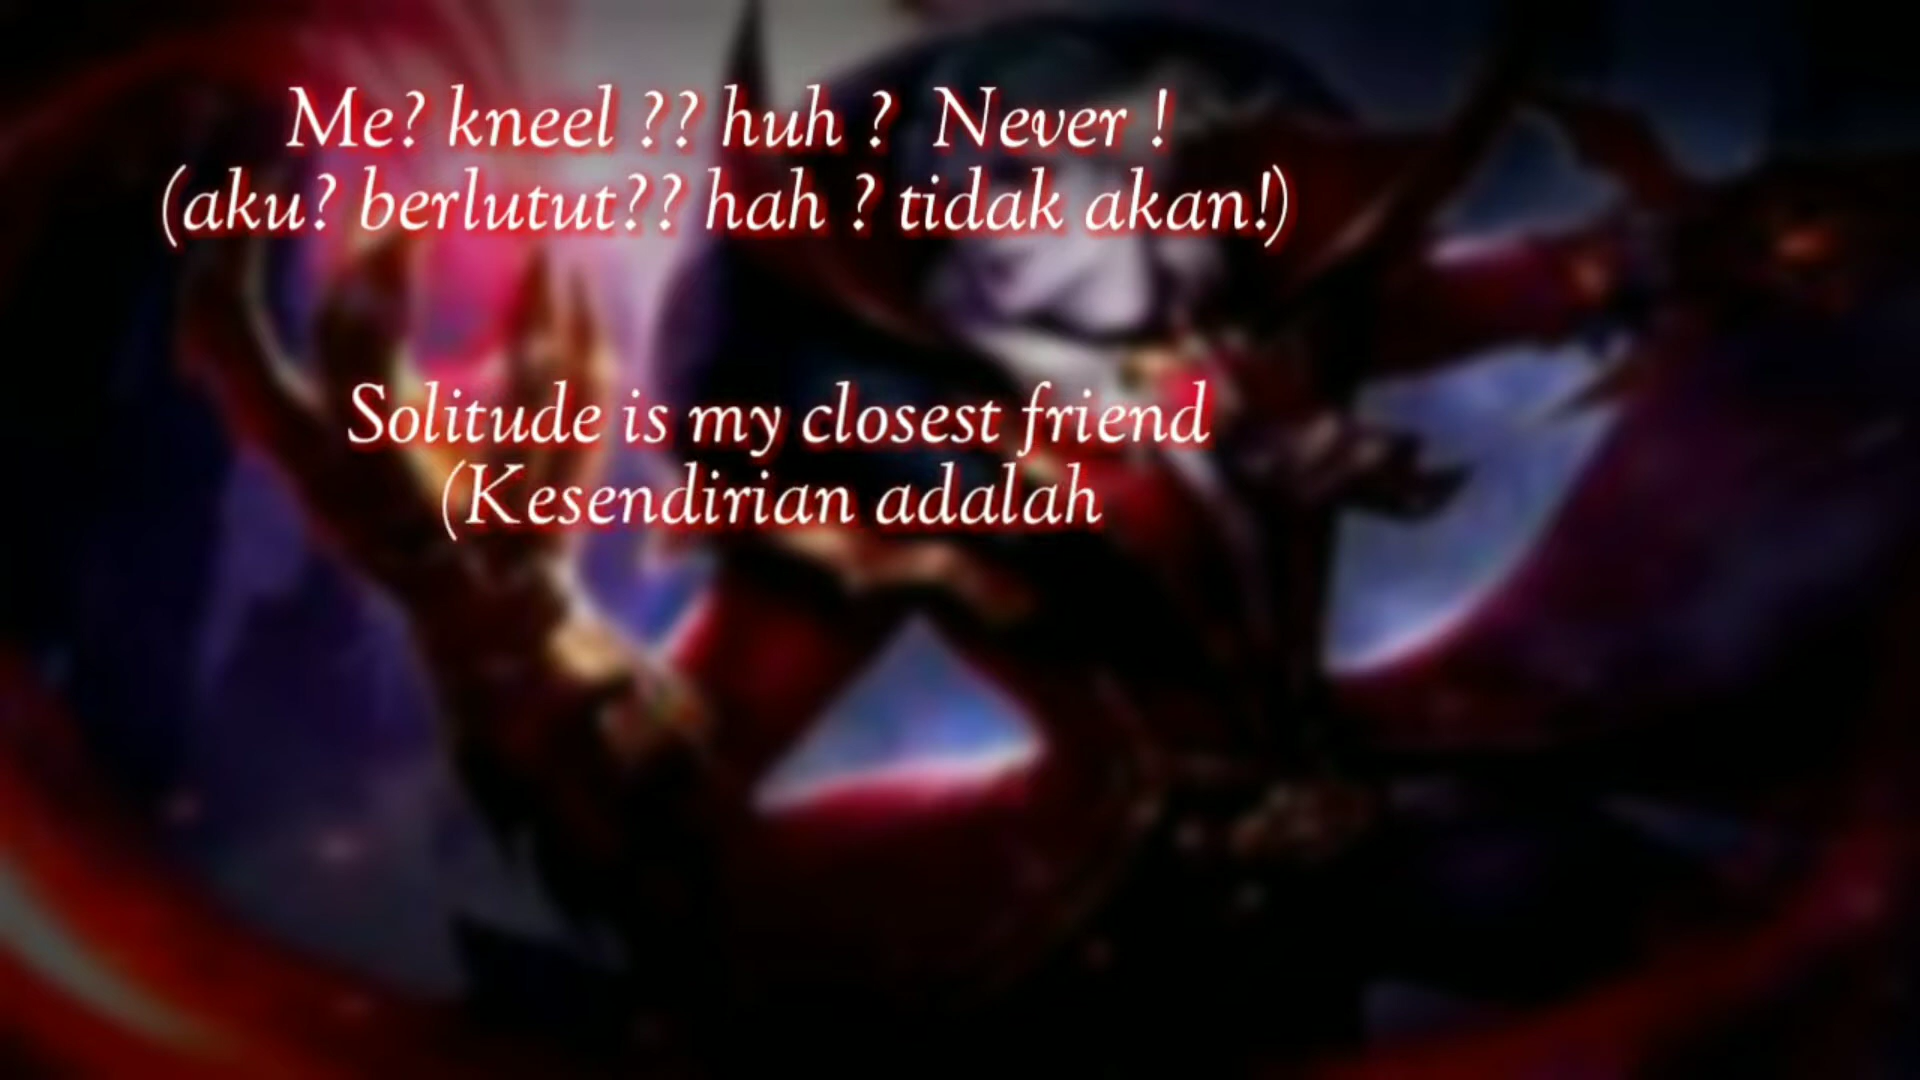 Me? kneel ?? huh ? Never !
(aku? berlutut?? hah ? tidak akan!)
Solitude is my closest friend
(Kesendirian adalah